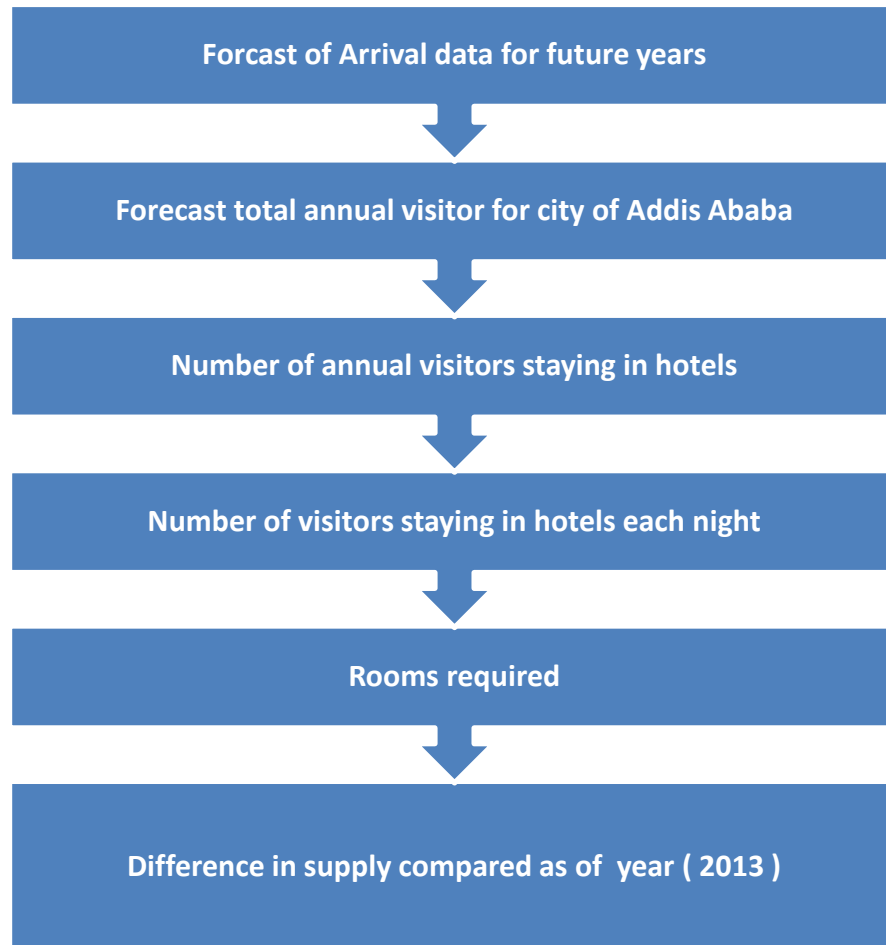 Forcast of Arrival data for future years
Forecast total annual visitor for city of Addis Ababa
Number of annual visitors staying in hotels
Number of visitors staying in hotels each night
Rooms required
Difference in supply compared as of  year ( 2013 )